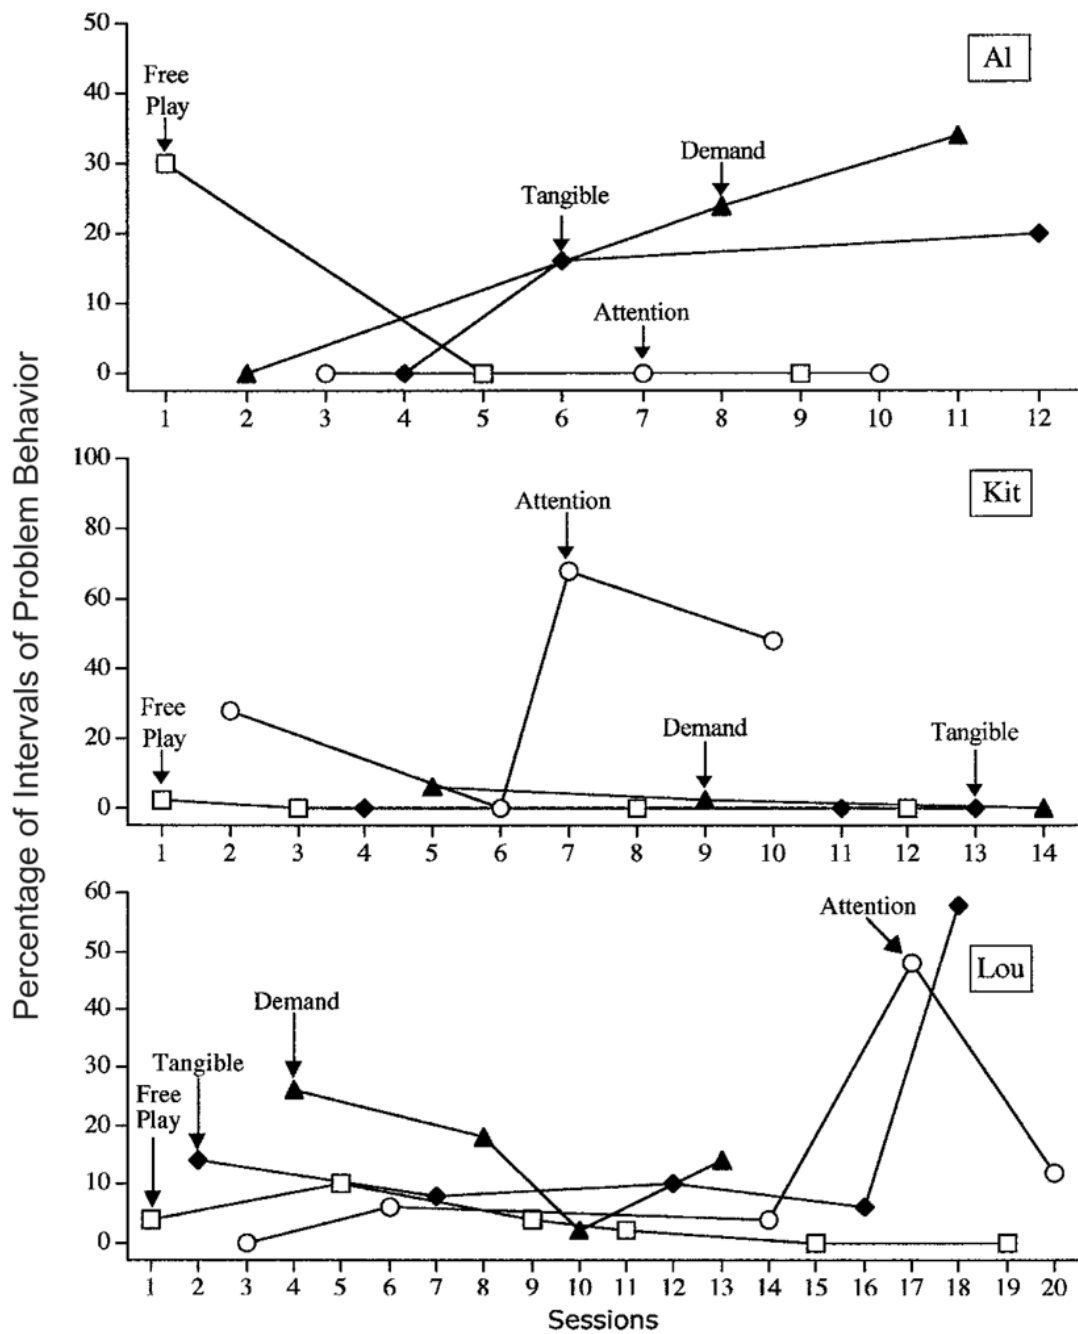 Percentage of Intervals of Problem Behavior
50
40
30
20
10
0
Al
Free
Play
Demand
Tangible
Attention
1 2 3 4 5 6 7 8 9 10 11 12
100
80
60
40
20
0
Kit
Attention
Free
Play
Demand
Tangible
1 2 3 4 5 6 7 8 9 10 11 12 13 14
60
50
40
30
20
10
0
Attention
Lou
Demand
Tangible
Free
Play
1 2 3 4 5 6 7 8 9 10 11 12 13 14 15 16 17 18 19 20
Sessions